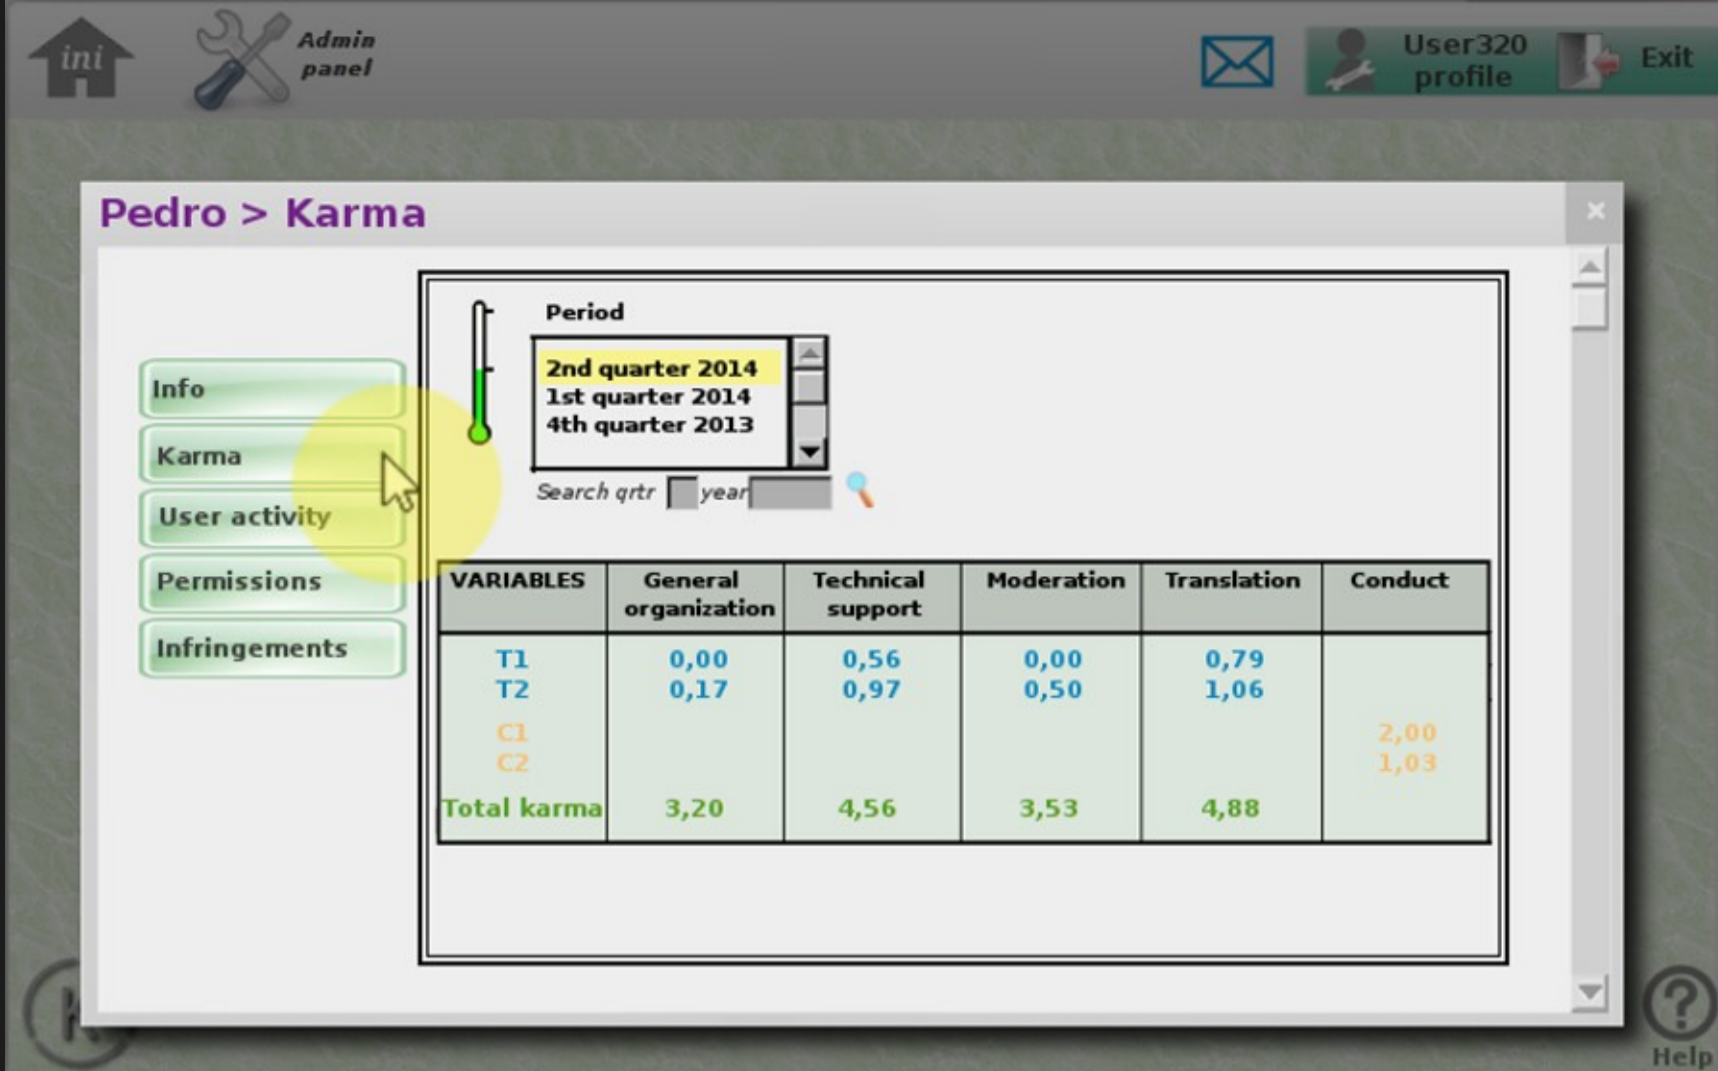 ini
Admin
panel
User320
profile
Exit
Pedro > Karma
×
Info
Karma
User activity
Permissions
Infringements
Period
2nd quarter 2014
1st quarter 2014
4th quarter 2013
Search qrtr year
VARIABLES General organization Technical support Moderation Translation Conduct
T1 0,00 0,56 0,00 0,79
T2 0,17 0,97 0,50 1,06
C1 2,00
C2 1,03
Total karma 3,20 4,56 3,53 4,88
K
?
Help